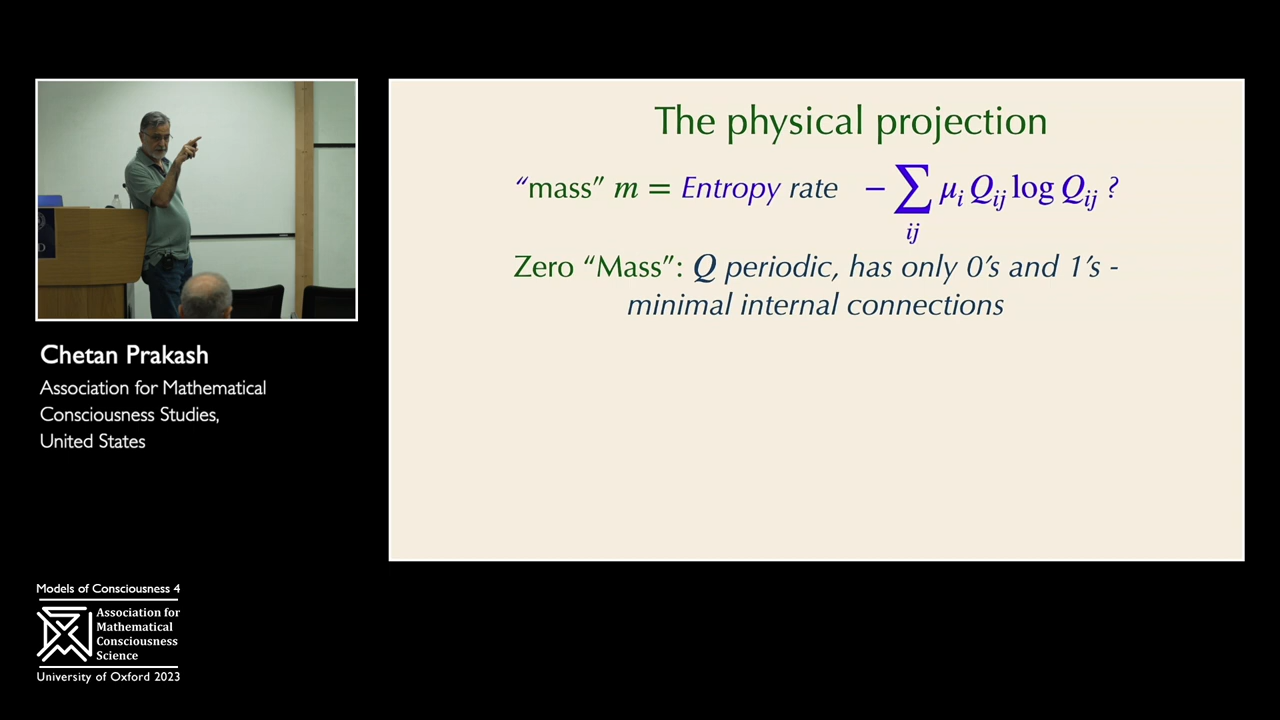 The physical projection
“mass” m = Entropy rate − ∑ij μi Qij log Qij ?
Zero “Mass”: Q periodic, has only 0’s and 1’s -
minimal internal connections
Chetan Prakash
Association for Mathematical
Consciousness Studies,
United States
Models of Consciousness 4
Association for
Mathematical
Consciousness
Science
University of Oxford 2023